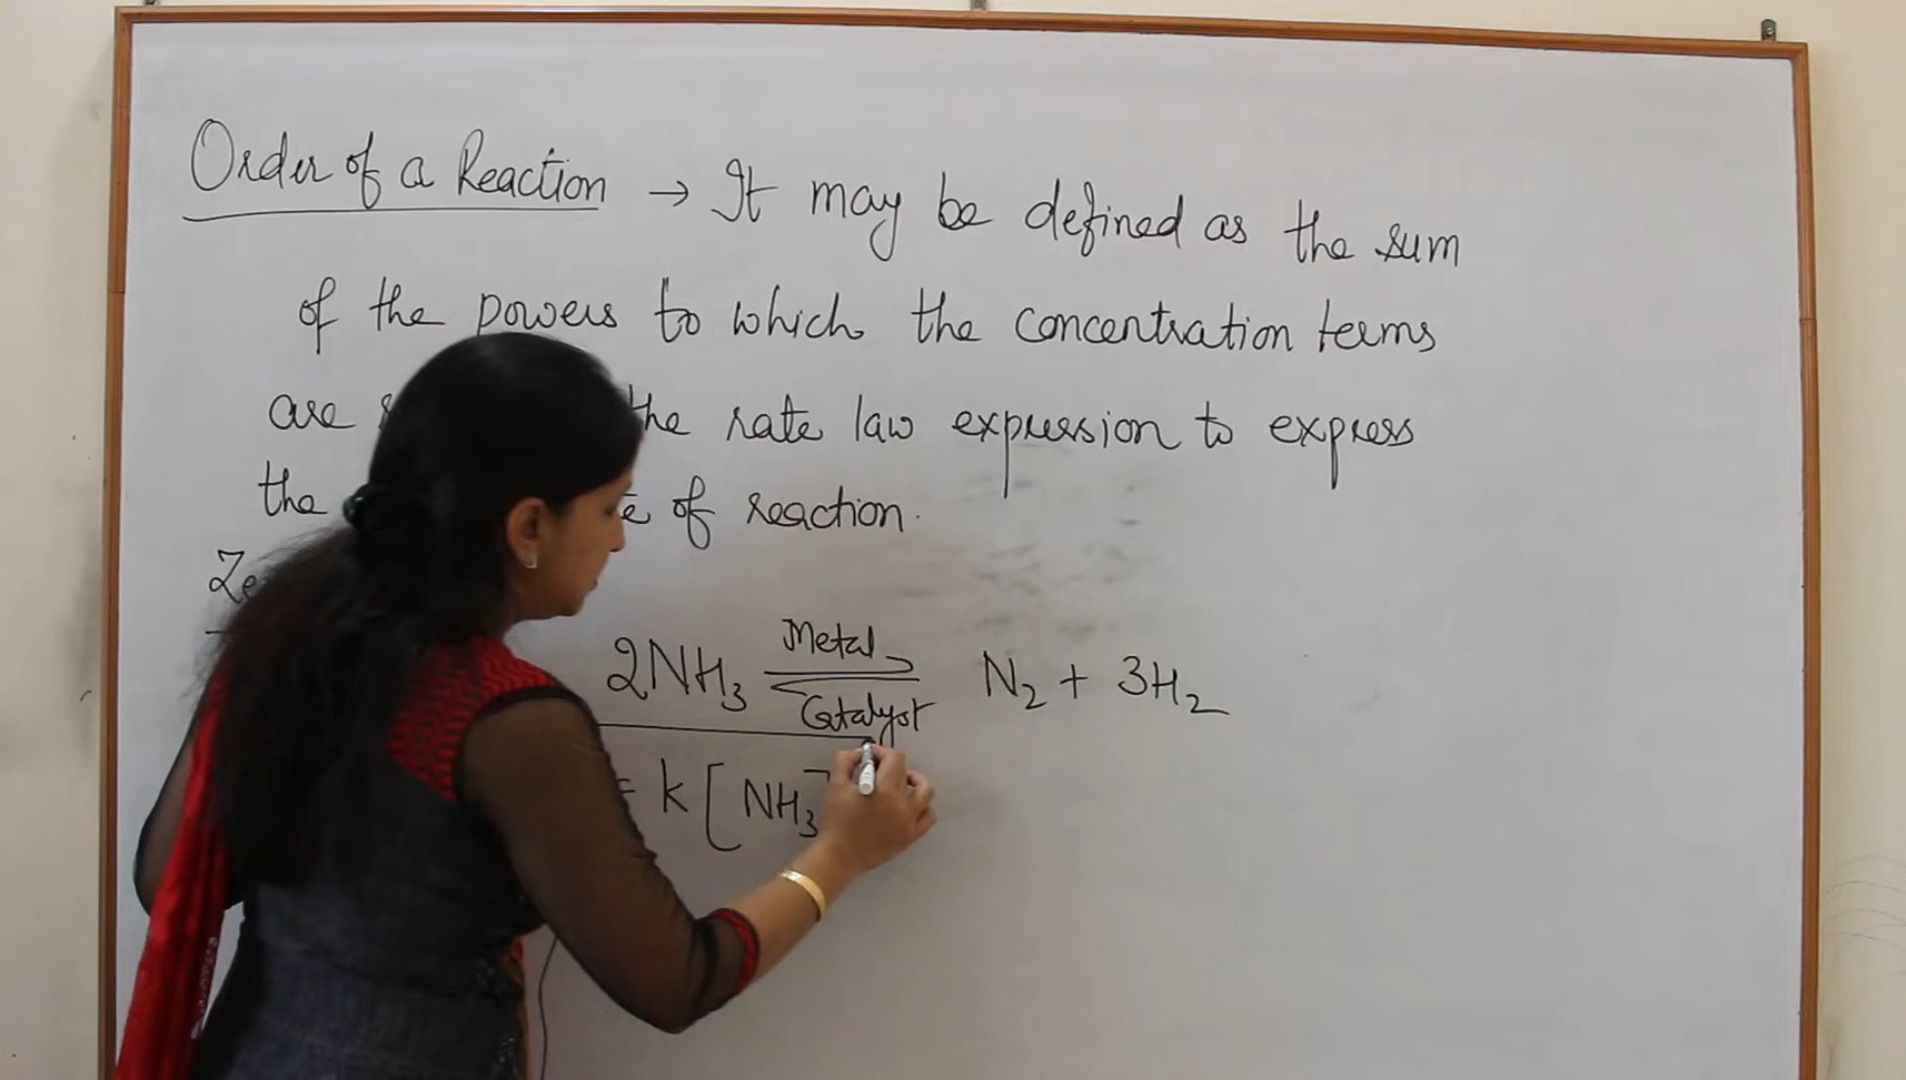 Order of a Reaction → It may be defined as the sum
of the powers to which the concentration terms
are the rate law expression to express
the of reaction.
Metal
2NH₃ ⇌ N₂ + 3H₂
Catalyst
= k [NH₃]